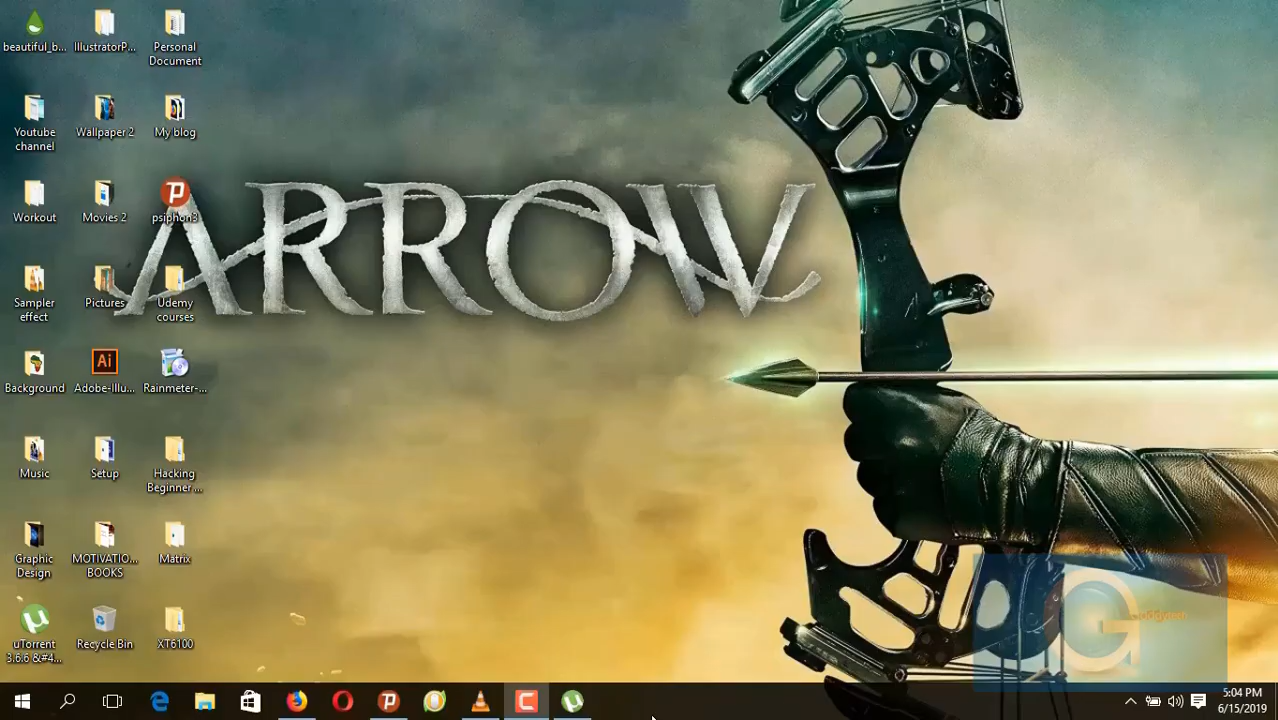 beautiful_b...
IllustratorP...
Personal
Document
Youtube
channel
Wallpaper 2
My blog
Workout
Movies 2
psiphon3
ARROW
Sampler
effect
Pictures
Udemy
courses
Background
Ai
Adobe-Illu...
Rainmeter-...
Music
Setup
Hacking
Beginner ...
Graphic
Design
MOTIVATIO...
BOOKS
Matrix
uTorrent
3.6.6 &#4...
Recycle Bin
XT6100
G
5:04 PM
6/15/2019